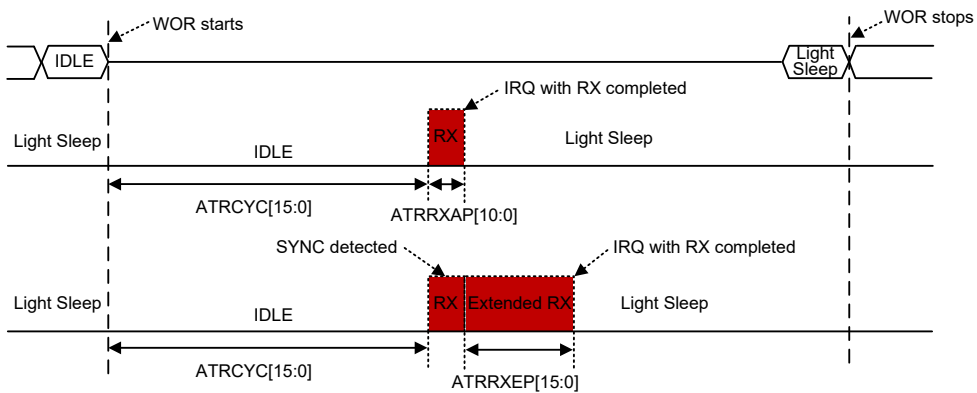 WOR starts
WOR stops
IDLE
Light
Sleep
IRQ with RX completed
Light Sleep
IDLE
RX
Light Sleep
ATRCYC[15:0]
ATRRXAP[10:0]
SYNC detected
IRQ with RX completed
Light Sleep
IDLE
RX
Extended RX
Light Sleep
ATRCYC[15:0]
ATRRXEP[15:0]